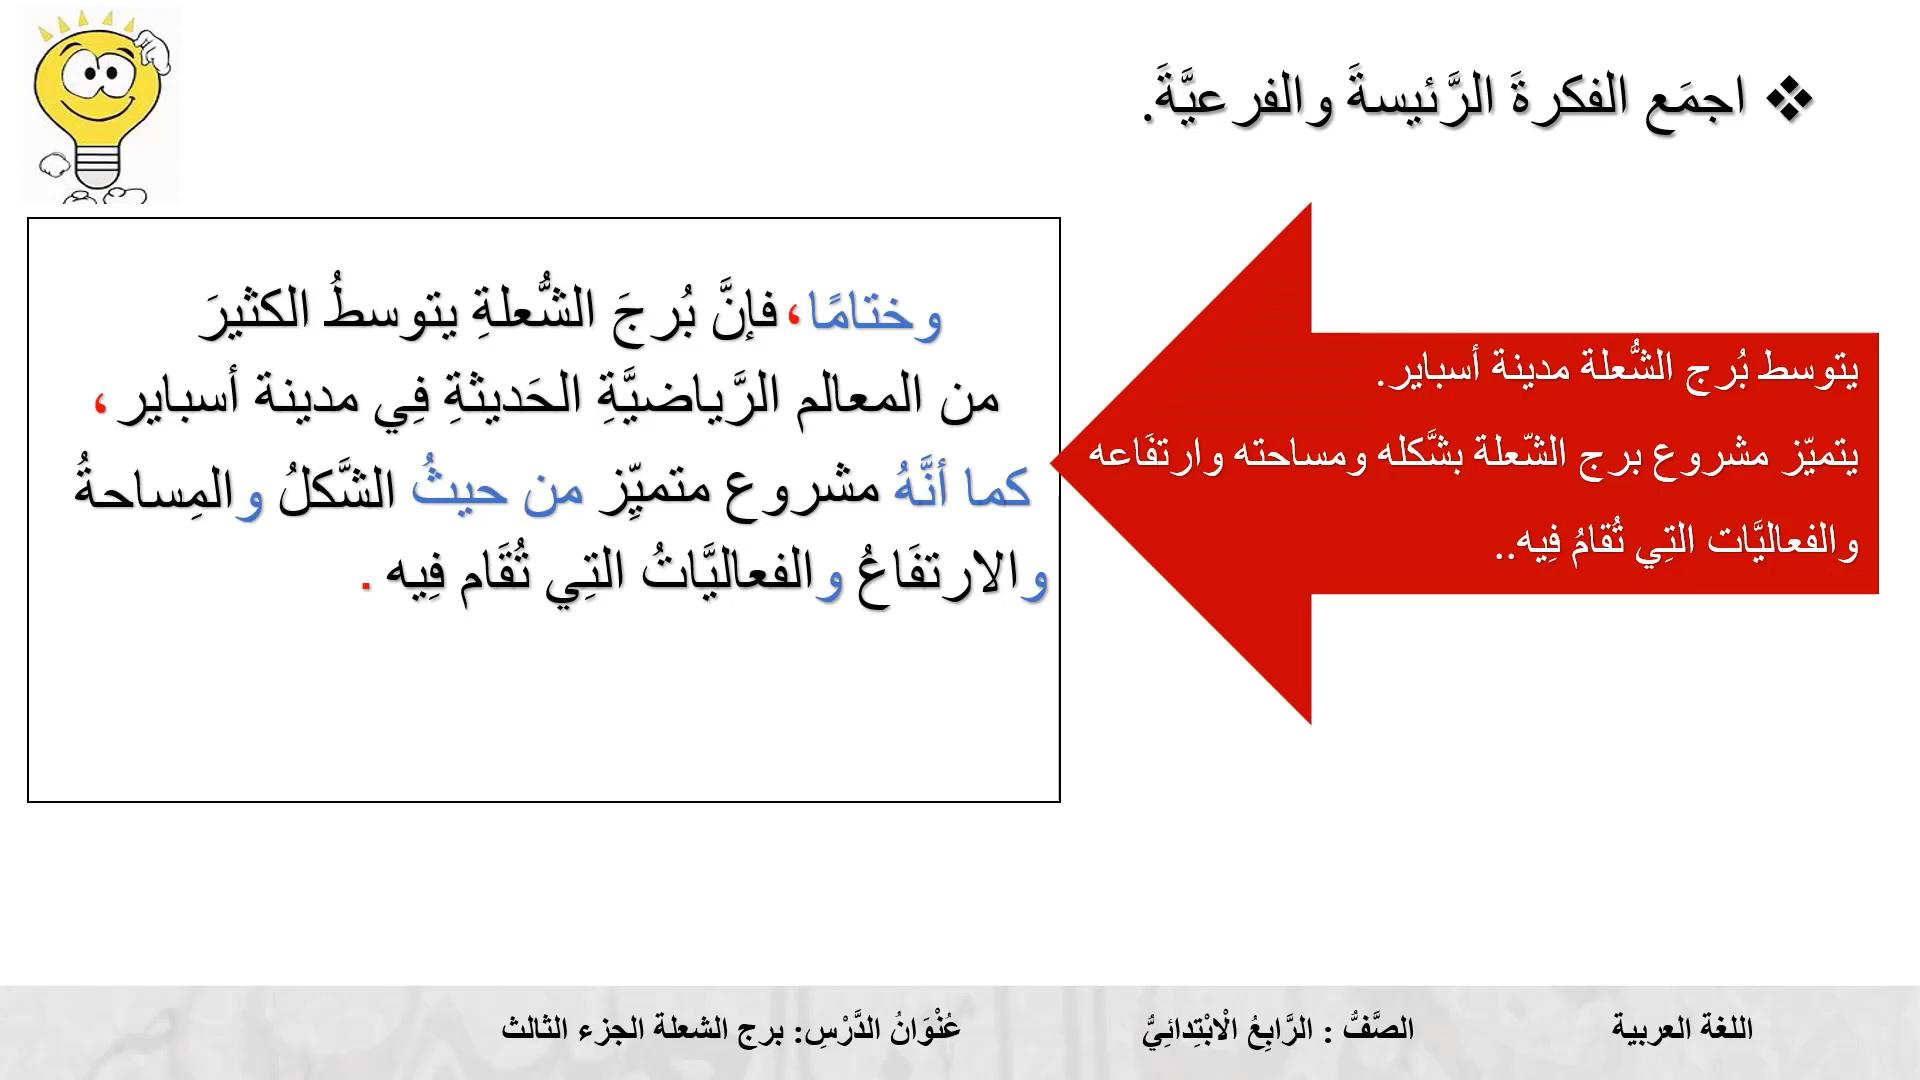 ❖ اجمَع الفكرةَ الرَّئيسةَ والفرعيَّةَ.
يتوسط بُرج الشُّعلة مدينة أسباير.
يتميّز مشروع برج الشّعلة بشَّكله ومساحته وارتفَاعه
والفعاليَّات التِي تُقامُ فِيه..
وختامًا، فإنَّ بُرجَ الشُّعلةِ يتوسطُ الكثيرَ
من المعالم الرَّياضيَّةِ الحَديثةِ فِي مدينة أسباير،
كما أنَّهُ مشروع متميِّز من حيثُ الشَّكلُ والمِساحةُ
والارتفَاعُ والفعاليَّاتُ التِي تُقَام فِيه .
اللغة العربية
الصَّفُّ : الرَّابِعُ الْابْتِدائِيُّ
عُنْوَانُ الدَّرْسِ: برج الشعلة الجزء الثالث